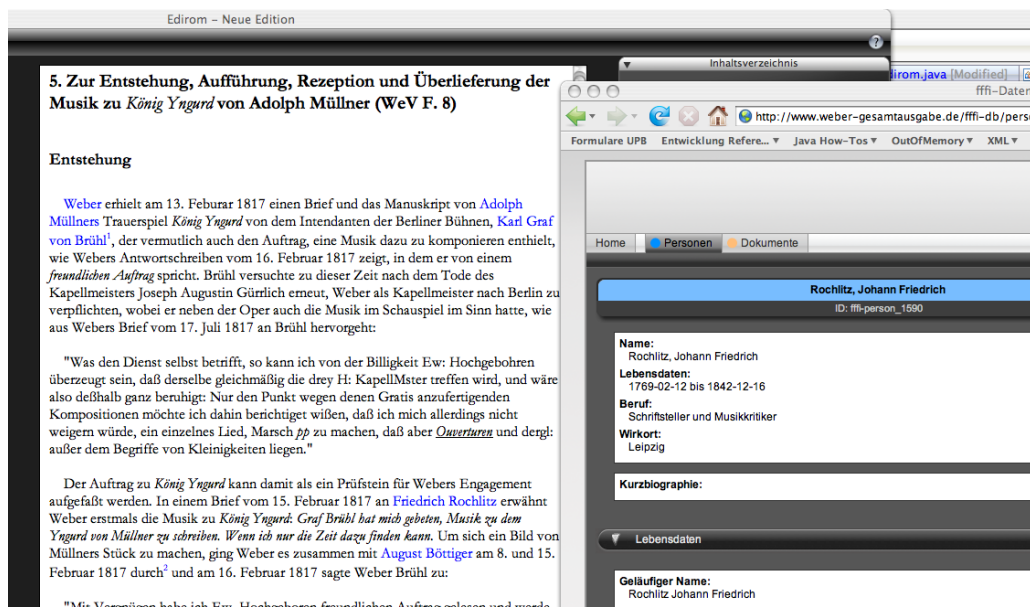 Edirom – Neue Edition
?
5. Zur Entstehung, Aufführung, Rezeption und Überlieferung der
Musik zu König Yngurd von Adolph Müllner (WeV F. 8)
Entstehung
Weber erhielt am 13. Feburar 1817 einen Brief und das Manuskript von Adolph
Müllners Trauerspiel König Yngurd von dem Intendanten der Berliner Bühnen, Karl Graf
von Brühl1, der vermutlich auch den Auftrag, eine Musik dazu zu komponieren enthielt,
wie Webers Antwortschreiben vom 16. Februar 1817 zeigt, in dem er von einem
freundlichen Auftrag spricht. Brühl versuchte zu dieser Zeit nach dem Tode des
Kapellmeisters Joseph Augustin Gürrlich erneut, Weber als Kapellmeister nach Berlin zu
verpflichten, wobei er neben der Oper auch die Musik im Schauspiel im Sinn hatte, wie
aus Webers Brief vom 17. Juli 1817 an Brühl hervorgeht:
"Was den Dienst selbst betrifft, so kann ich von der Billigkeit Ew: Hochgebohren
überzeugt sein, daß derselbe gleichmäßig die drey H: KapellMster treffen wird, und wäre
also deßhalb ganz beruhigt: Nur den Punkt wegen denen Gratis anzufertigenden
Kompositionen möchte ich dahin berichtiget wißen, daß ich mich allerdings nicht
weigern würde, ein einzelnes Lied, Marsch pp zu machen, daß aber Ouverturen und dergl:
außer dem Begriffe von Kleinigkeiten liegen."
Der Auftrag zu König Yngurd kann damit als ein Prüfstein für Webers Engagement
aufgefaßt werden. In einem Brief vom 15. Februar 1817 an Friedrich Rochlitz erwähnt
Weber erstmals die Musik zu König Yngurd: Graf Brühl hat mich gebeten, Musik zu dem
Yngurd von Müllner zu schreiben. Wenn ich nur die Zeit dazu finden kann. Um sich ein Bild von
Müllners Stück zu machen, ging Weber es zusammen mit August Böttiger am 8. und 15.
Februar 1817 durch2 und am 16. Februar 1817 sagte Weber Brühl zu:
"Mit Vergnügen habe ich Ew. Hochgeboren freundlichen Auftrag gelesen und werde
Inhaltsverzeichnis
irom.java [Modified]
fffi-Daten
http://www.weber-gesamtausgabe.de/fffi-db/pers
Formulare UPB Entwicklung Refere... Java How-Tos OutOfMemory XML
Home Personen Dokumente
Rochlitz, Johann Friedrich
ID: fffi-person_1590
Name:
Rochlitz, Johann Friedrich
Lebensdaten:
1769-02-12 bis 1842-12-16
Beruf:
Schriftsteller und Musikkritiker
Wirkort:
Leipzig
Kurzbiographie:
Lebensdaten
Geläufiger Name:
Rochlitz Johann Friedrich